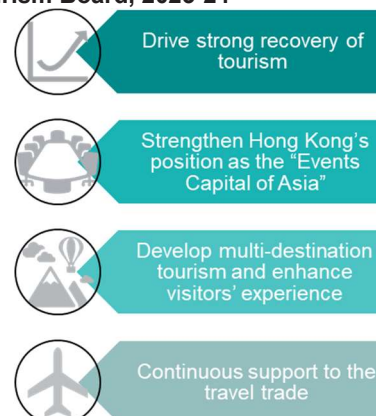 Drive strong recovery of
tourism
Strengthen Hong Kong's
position as the “Events
Capital of Asia”
Develop multi-destination
tourism and enhance
visitors’ experience
Continuous support to the
travel trade